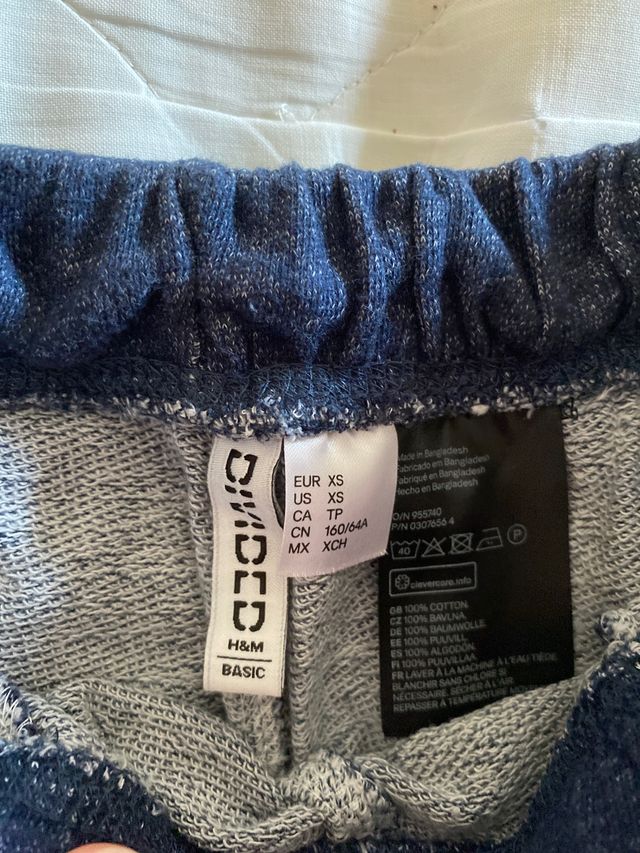 DIVIDED
H&M
BASIC
EUR XS
US XS
CA TP
CN 160/64A
MX XCH
Made in Bangladesh
Fabricado em Bangladesh
Fabriqué en Bangladesh
Hecho en Bangladesh
O/N 955740
P/N 0307656 4
40
P
clevercare.info
GB 100% COTTON.
CZ 100% BAVLNA.
DE 100% BAUMWOLLE.
EE 100% PUUVILL.
ES 100% ALGODÓN.
FI 100% PUUVILLAA.
FR LAVER À LA MACHINE À L'EAU TIÈDE
BLANCHIR SANS CHLORE SI
NÉCESSAIRE. SÉCHER À L'AIR
REPASSER À TEMPÉRATURE